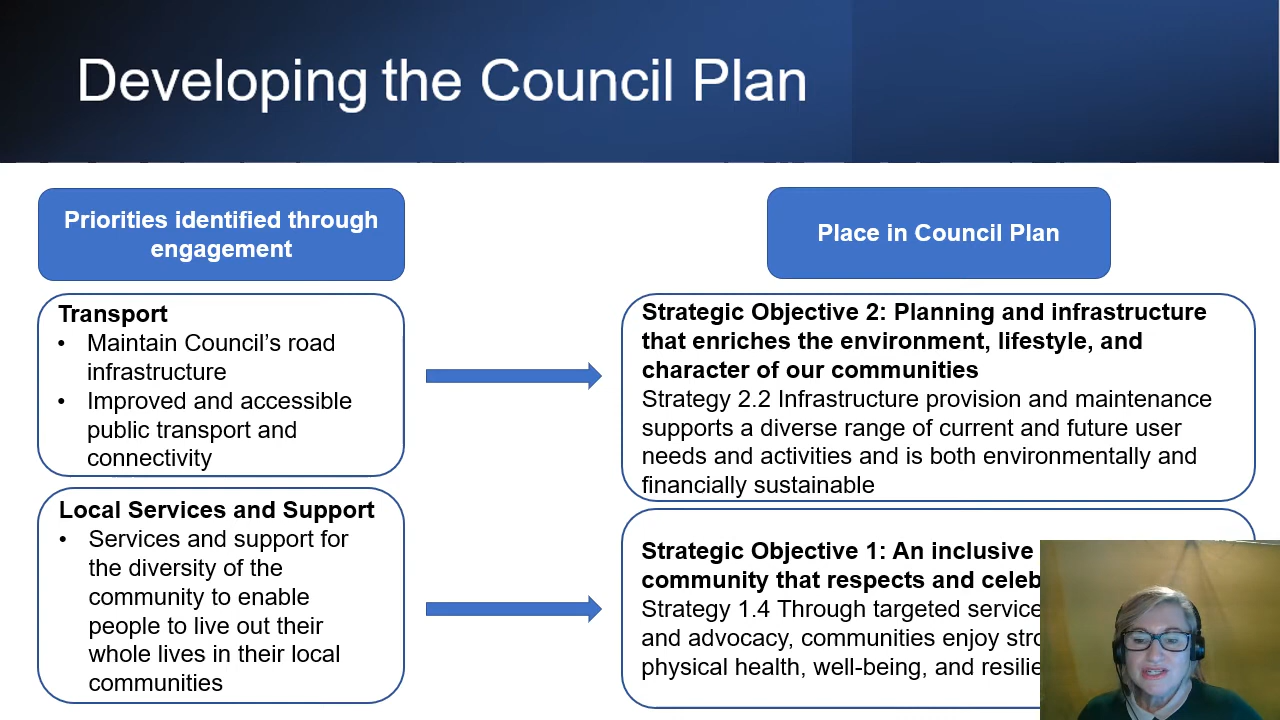 Developing the Council Plan
Priorities identified through
engagement
Place in Council Plan
Transport
• Maintain Council’s road
infrastructure
• Improved and accessible
public transport and
connectivity
Strategic Objective 2: Planning and infrastructure
that enriches the environment, lifestyle, and
character of our communities
Strategy 2.2 Infrastructure provision and maintenance
supports a diverse range of current and future user
needs and activities and is both environmentally and
financially sustainable
Local Services and Support
• Services and support for
the diversity of the
community to enable
people to live out their
whole lives in their local
communities
Strategic Objective 1: An inclusive
community that respects and
Strategy 1.4 Through targeted
and advocacy, communities enjoy
physical health, well-being, and